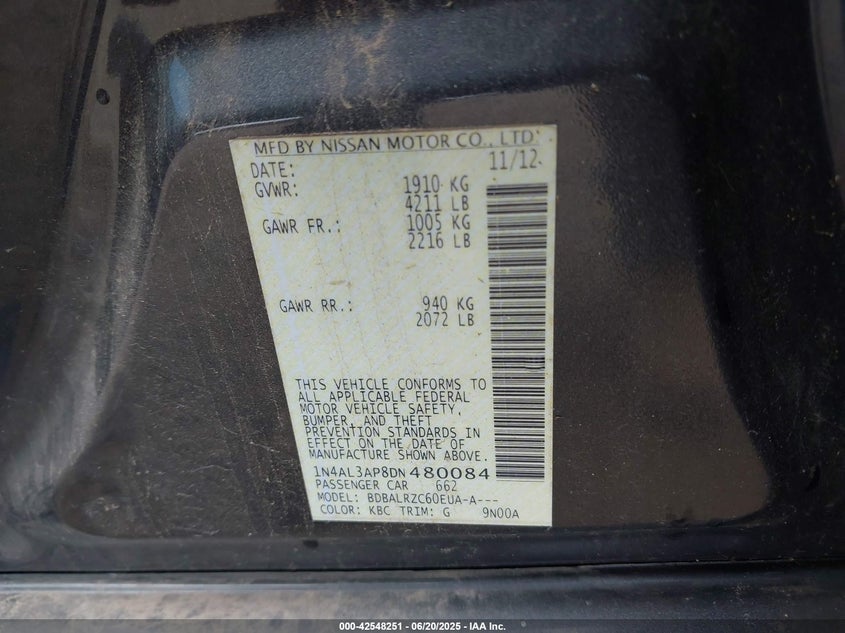 MFD BY NISSAN MOTOR CO., LTD.
DATE: 11/12
GVWR: 1910 KG
4211 LB
GAWR FR.: 1005 KG
2216 LB
GAWR RR.: 940 KG
2072 LB
THIS VEHICLE CONFORMS TO
ALL APPLICABLE FEDERAL
MOTOR VEHICLE SAFETY,
BUMPER, AND THEFT
PREVENTION STANDARDS IN
EFFECT ON THE DATE OF
MANUFACTURE SHOWN ABOVE.
1N4AL3AP8DN480084
PASSENGER CAR 662
MODEL: BDBALRZC60EUA-A---
COLOR: KBC TRIM: G 9N00A
000-42548251 | 06/20/2025 | IAA Inc.